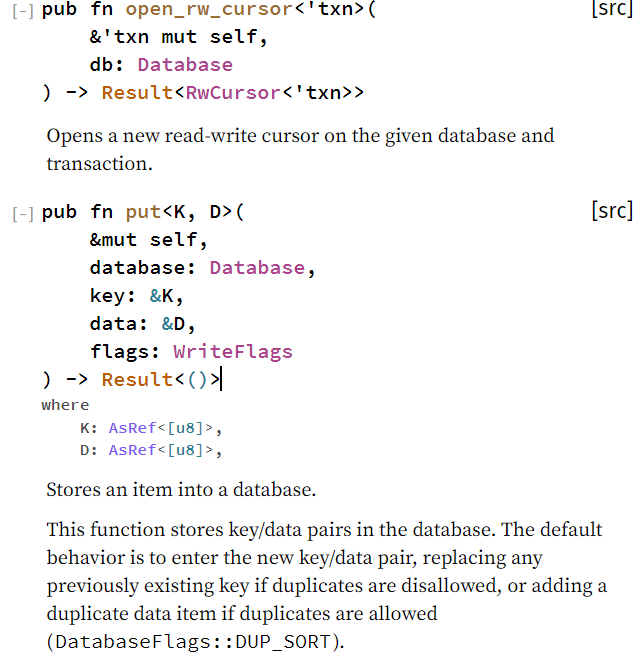 [-] pub fn open_rw_cursor<'txn>( [src]
&'txn mut self,
db: Database
) -> Result<RwCursor<'txn>>
Opens a new read-write cursor on the given database and
transaction.
[-] pub fn put<K, D>( [src]
&mut self,
database: Database,
key: &K,
data: &D,
flags: WriteFlags
) -> Result<()>
where
K: AsRef<[u8]>,
D: AsRef<[u8]>,
Stores an item into a database.
This function stores key/data pairs in the database. The default
behavior is to enter the new key/data pair, replacing any
previously existing key if duplicates are disallowed, or adding a
duplicate data item if duplicates are allowed
(DatabaseFlags::DUP_SORT).